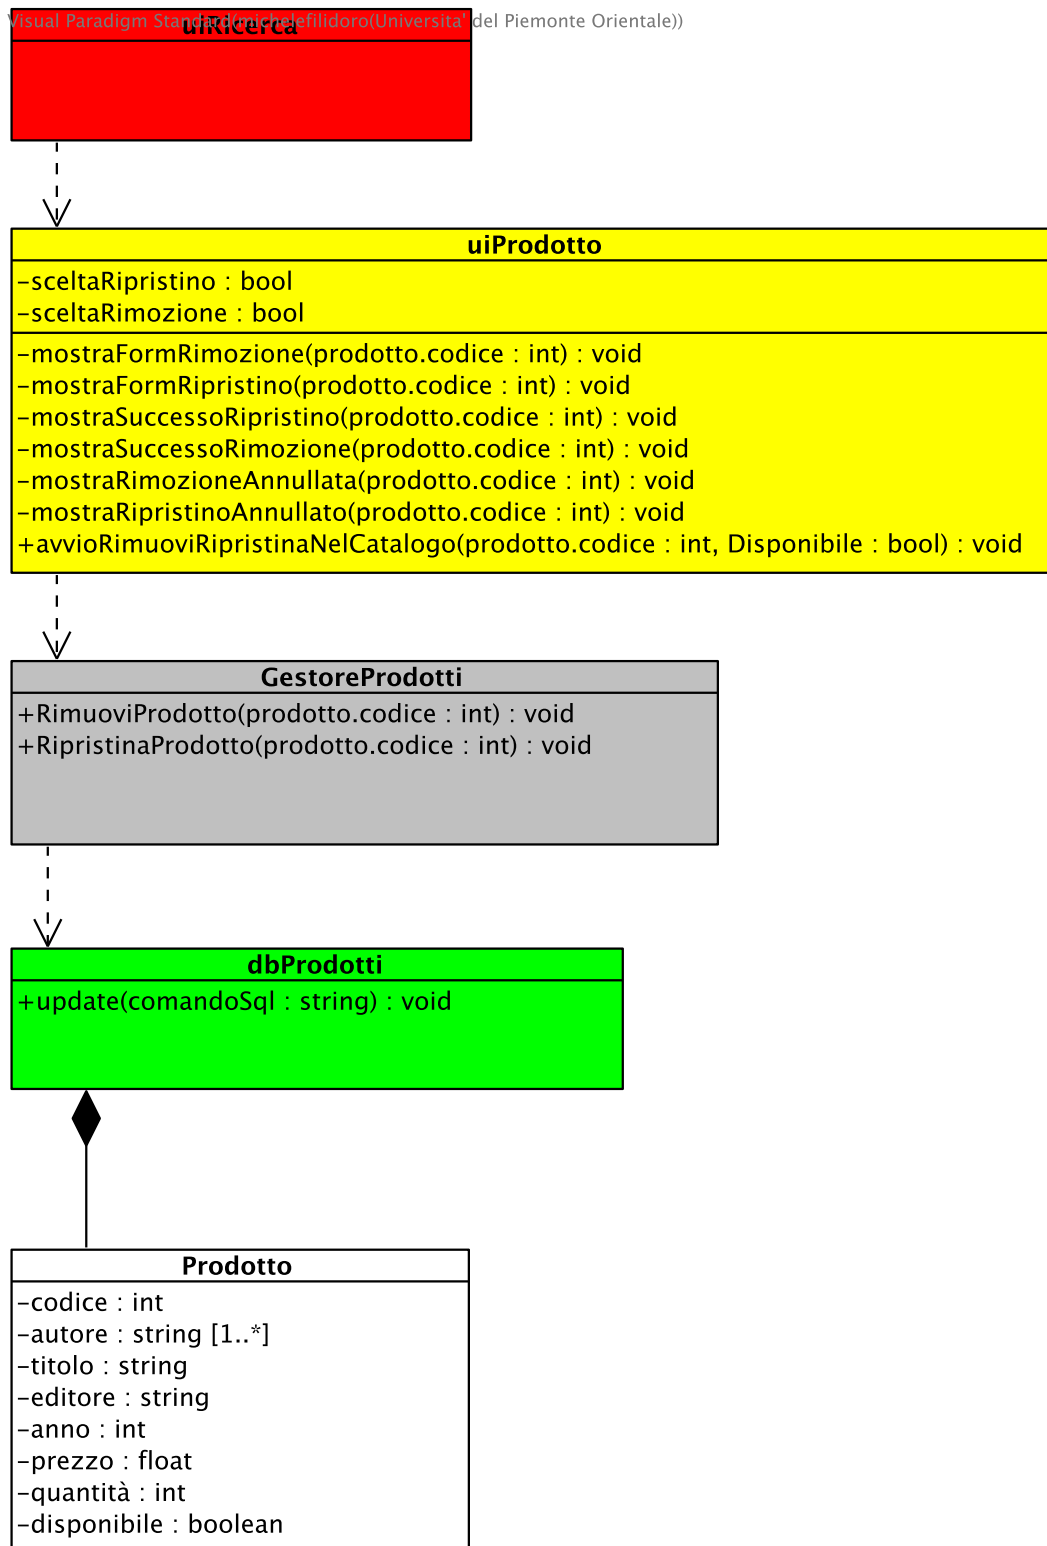 Visual Paradigm Standard(michelefilidoro(Universita' del Piemonte Orientale))
uiRicerca
uiProdotto
-sceltaRipristino : bool
-sceltaRimozione : bool
-mostraFormRimozione(prodotto.codice : int) : void
-mostraFormRipristino(prodotto.codice : int) : void
-mostraSuccessoRipristino(prodotto.codice : int) : void
-mostraSuccessoRimozione(prodotto.codice : int) : void
-mostraRimozioneAnnullata(prodotto.codice : int) : void
-mostraRipristinoAnnullato(prodotto.codice : int) : void
+avvioRimuoviRipristinaNelCatalogo(prodotto.codice : int, Disponibile : bool) : void
GestoreProdotti
+RimuoviProdotto(prodotto.codice : int) : void
+RipristinaProdotto(prodotto.codice : int) : void
dbProdotti
+update(comandoSql : string) : void
Prodotto
-codice : int
-autore : string [1..*]
-titolo : string
-editore : string
-anno : int
-prezzo : float
-quantità : int
-disponibile : boolean